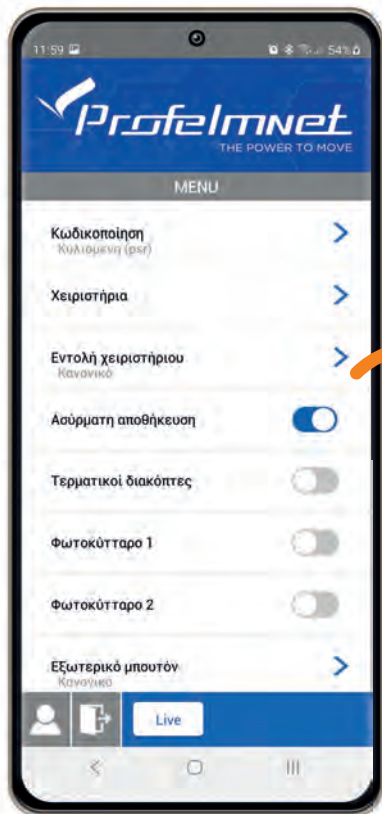 11:59 54%
Profelmnet
THE POWER TO MOVE
MENU
Κωδικοποίηση
Κυλιόμενη (psr)
Χειριστήρια
Εντολή χειριστήριου
Κανονικό
Ασύρματη αποθήκευση
Τερματικοί διακόπτες
Φωτοκύτταρο 1
Φωτοκύτταρο 2
Εξωτερικό μπουτόν
Κανονικό
Live